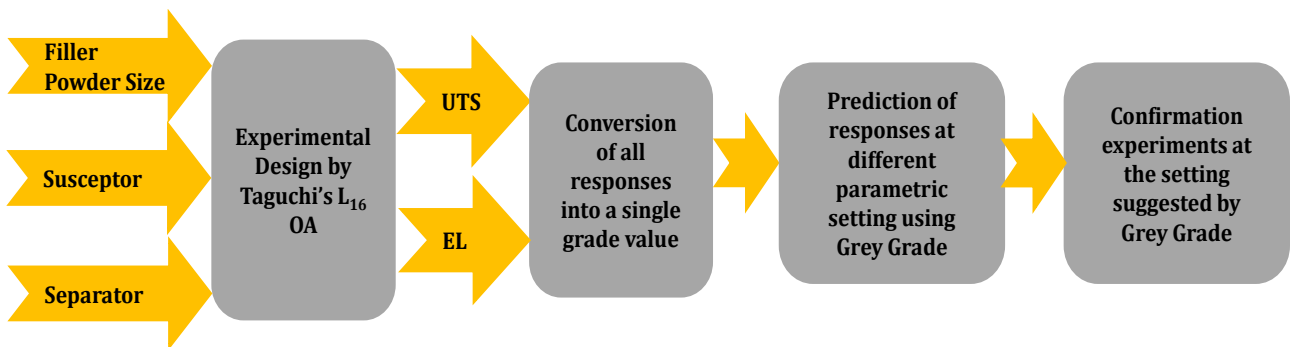 Filler
Powder Size
Susceptor
Separator
Experimental
Design by
Taguchi's L₁₆
OA
UTS
EL
Conversion
of all
responses
into a single
grade value
Prediction of
responses at
different
parametric
setting using
Grey Grade
Confirmation
experiments at
the setting
suggested by
Grey Grade